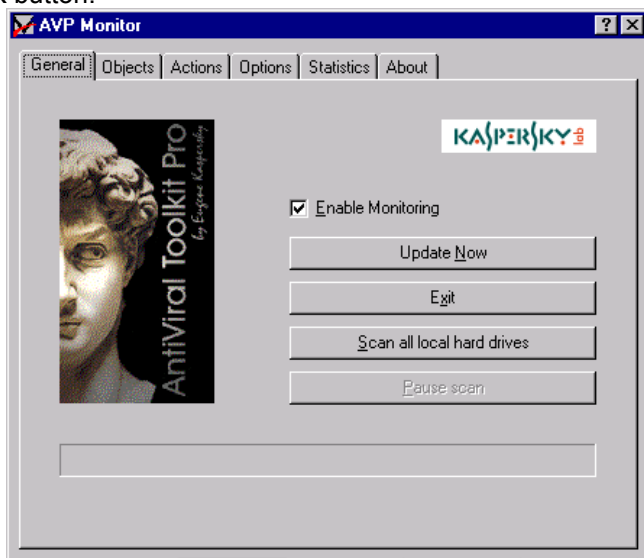 k button.
AVP Monitor
General Objects Actions Options Statistics About
AntiViral Toolkit Pro
by Eugene Kaspersky
KASPERSKY lab
Enable Monitoring
Update Now
Exit
Scan all local hard drives
Pause scan